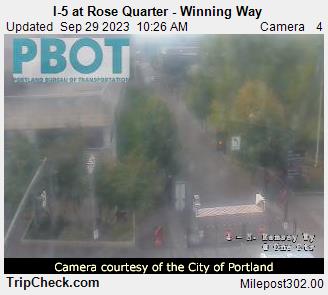 I-5 at Rose Quarter - Winning Way
Updated Sep 29 2023 10:26 AM Camera 4
PBOT
PORTLAND BUREAU OF TRANSPORTATION
Camera courtesy of the City of Portland
TripCheck.com Milepost302.00